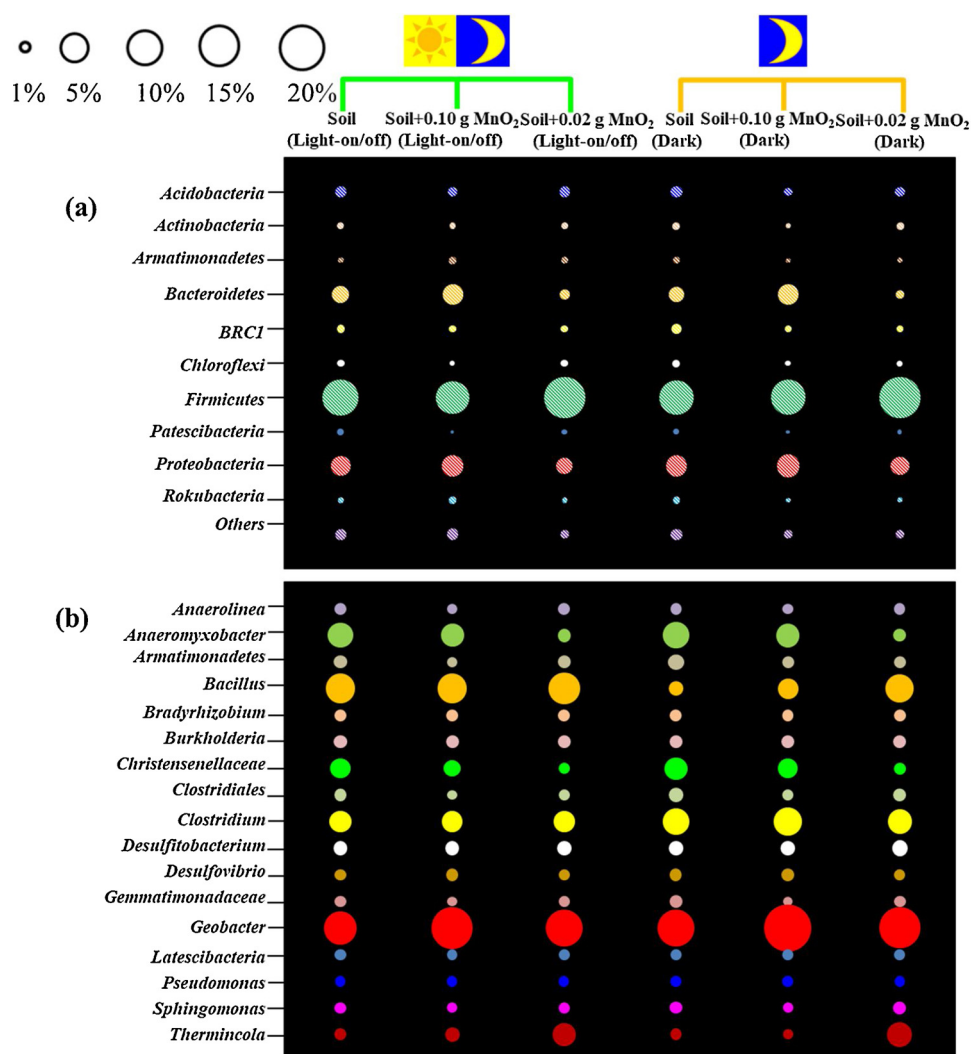 1% 5% 10% 15% 20%
Soil Soil+0.10 g MnO2 Soil+0.02 g MnO2 Soil Soil+0.10 g MnO2 Soil+0.02 g MnO2
(Light-on/off) (Light-on/off) (Light-on/off) (Dark) (Dark) (Dark)
(a)
Acidobacteria
Actinobacteria
Armatimonadetes
Bacteroidetes
BRC1
Chloroflexi
Firmicutes
Patescibacteria
Proteobacteria
Rokubacteria
Others
(b)
Anaerolinea
Anaeromyxobacter
Armatimonadetes
Bacillus
Bradyrhizobium
Burkholderia
Christensenellaceae
Clostridiales
Clostridium
Desulfitobacterium
Desulfovibrio
Gemmatimonadaceae
Geobacter
Latescibacteria
Pseudomonas
Sphingomonas
Thermincola